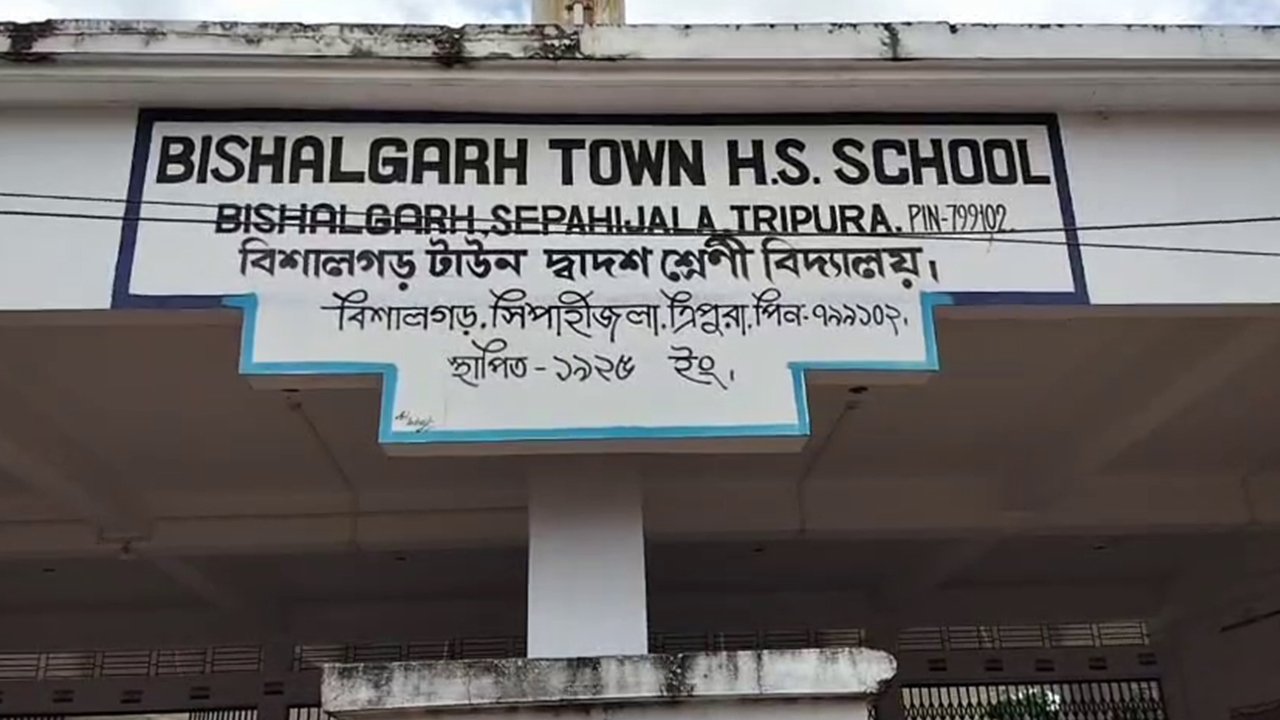 BISHALGARH TOWN H.S. SCHOOL
BISHALGARH, SEPAHIJALA, TRIPURA. PIN-799102.
বিশালগড় টাউন দ্বাদশ শ্রেণী বিদ্যালয়।
বিশালগড়. সিপাহীজলা. ত্রিপুরা. পিন- ৭৯৯১০২.
স্থাপিত - ১৯২৫ ইং.